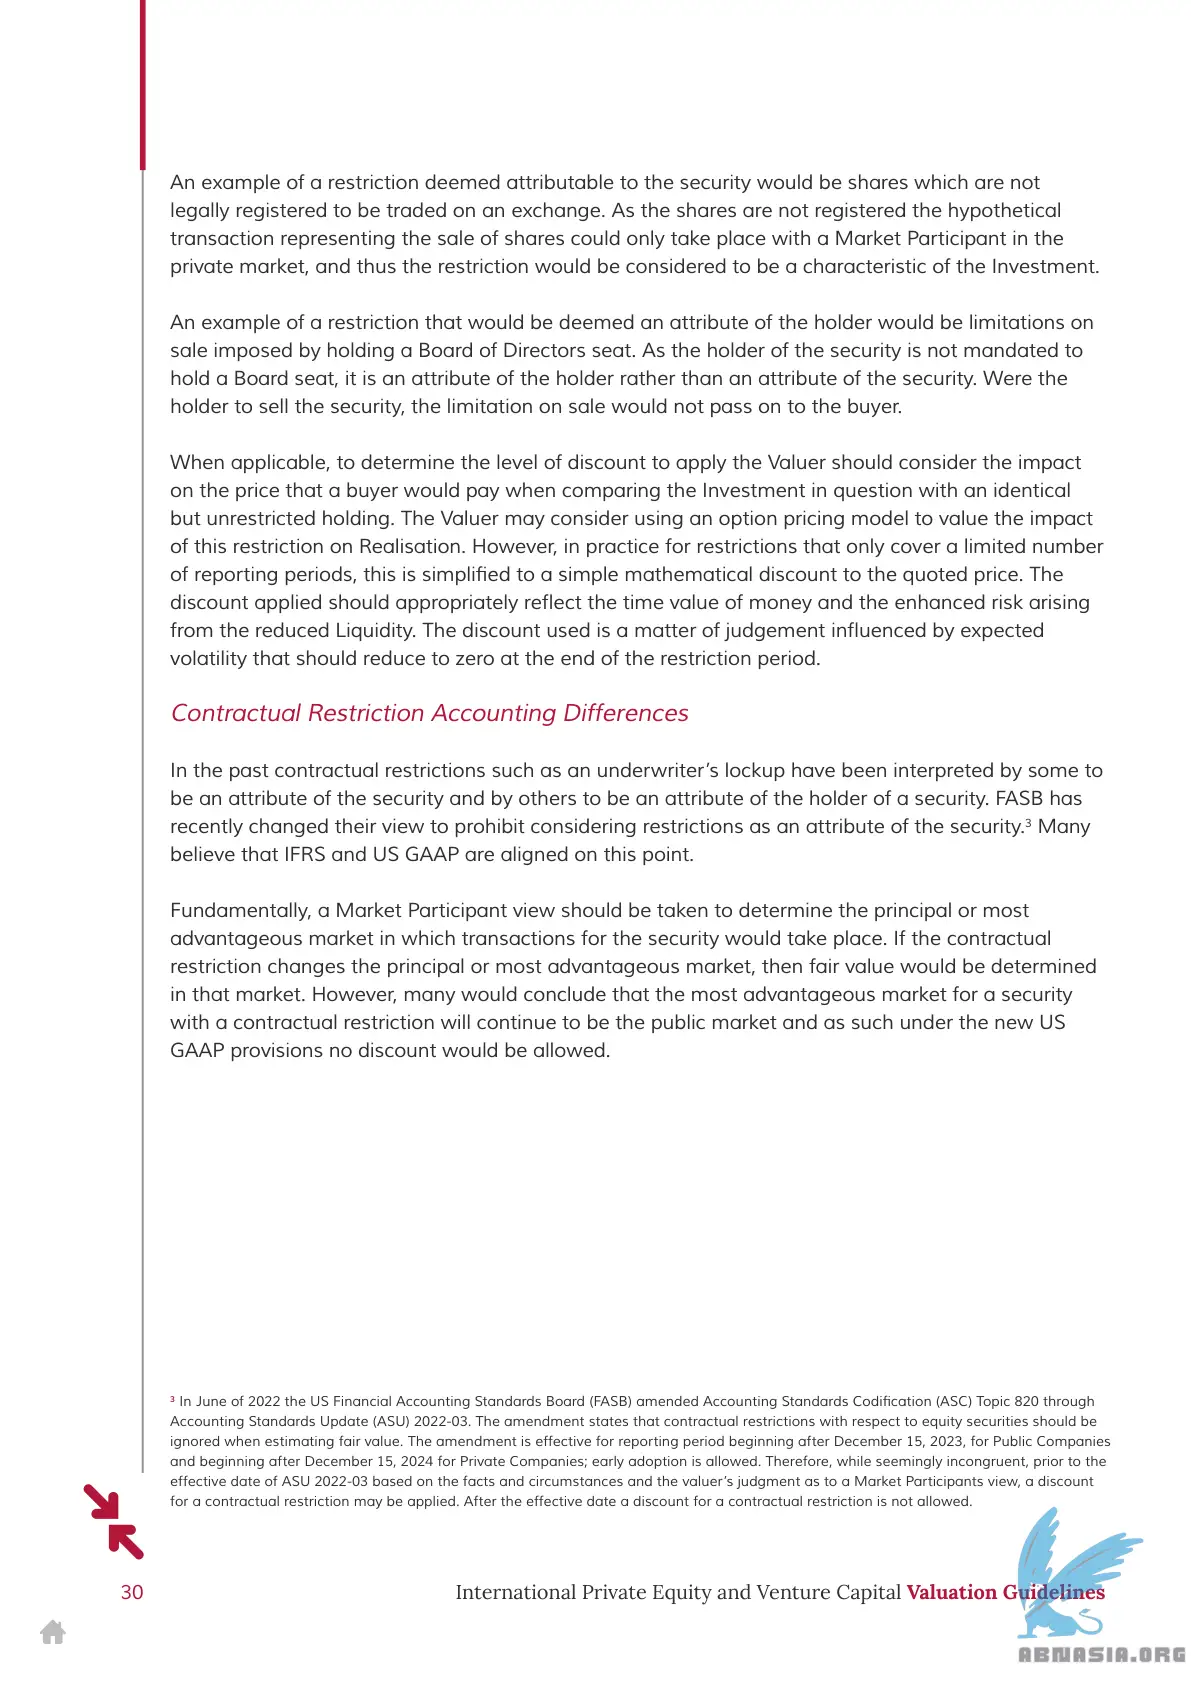 An example of a restriction deemed attributable to the security would be shares which are not
legally registered to be traded on an exchange. As the shares are not registered the hypothetical
transaction representing the sale of shares could only take place with a Market Participant in the
private market, and thus the restriction would be considered to be a characteristic of the Investment.
An example of a restriction that would be deemed an attribute of the holder would be limitations on
sale imposed by holding a Board of Directors seat. As the holder of the security is not mandated to
hold a Board seat, it is an attribute of the holder rather than an attribute of the security. Were the
holder to sell the security, the limitation on sale would not pass on to the buyer.
When applicable, to determine the level of discount to apply the Valuer should consider the impact
on the price that a buyer would pay when comparing the Investment in question with an identical
but unrestricted holding. The Valuer may consider using an option pricing model to value the impact
of this restriction on Realisation. However, in practice for restrictions that only cover a limited number
of reporting periods, this is simplified to a simple mathematical discount to the quoted price. The
discount applied should appropriately reflect the time value of money and the enhanced risk arising
from the reduced Liquidity. The discount used is a matter of judgement influenced by expected
volatility that should reduce to zero at the end of the restriction period.
Contractual Restriction Accounting Differences
In the past contractual restrictions such as an underwriter’s lockup have been interpreted by some to
be an attribute of the security and by others to be an attribute of the holder of a security. FASB has
recently changed their view to prohibit considering restrictions as an attribute of the security.³ Many
believe that IFRS and US GAAP are aligned on this point.
Fundamentally, a Market Participant view should be taken to determine the principal or most
advantageous market in which transactions for the security would take place. If the contractual
restriction changes the principal or most advantageous market, then fair value would be determined
in that market. However, many would conclude that the most advantageous market for a security
with a contractual restriction will continue to be the public market and as such under the new US
GAAP provisions no discount would be allowed.
³ In June of 2022 the US Financial Accounting Standards Board (FASB) amended Accounting Standards Codification (ASC) Topic 820 through
Accounting Standards Update (ASU) 2022-03. The amendment states that contractual restrictions with respect to equity securities should be
ignored when estimating fair value. The amendment is effective for reporting period beginning after December 15, 2023, for Public Companies
and beginning after December 15, 2024 for Private Companies; early adoption is allowed. Therefore, while seemingly incongruent, prior to the
effective date of ASU 2022-03 based on the facts and circumstances and the valuer’s judgment as to a Market Participants view, a discount
for a contractual restriction may be applied. After the effective date a discount for a contractual restriction is not allowed.
30
International Private Equity and Venture Capital Valuation Guidelines
ABNASIA.ORG